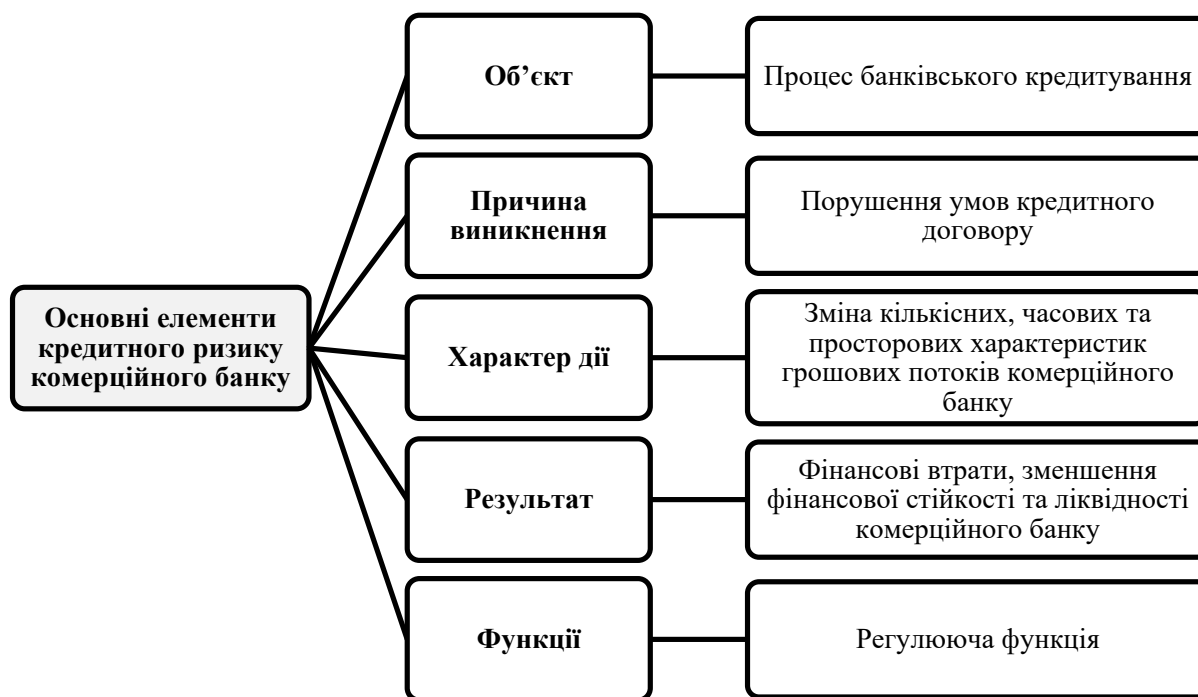 Об’єкт
Процес банківського кредитування
Причина
виникнення
Порушення умов кредитного
договору
Основні елементи
кредитного ризику
комерційного банку
Характер дії
Зміна кількісних, часових та
просторових характеристик
грошових потоків комерційного
банку
Результат
Фінансові втрати, зменшення
фінансової стійкості та ліквідності
комерційного банку
Функції
Регулююча функція